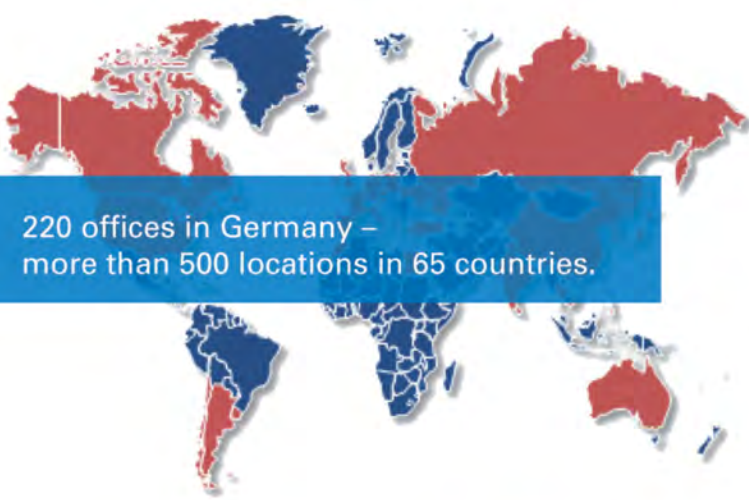 220 offices in Germany –
more than 500 locations in 65 countries.